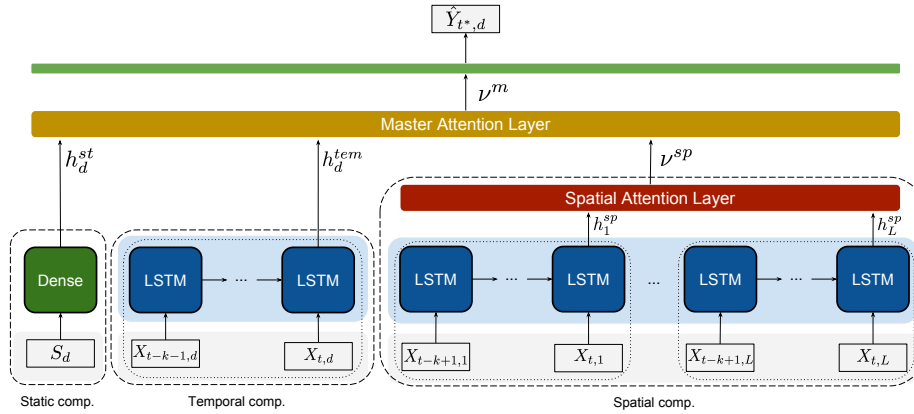 Ŷ_{t*,d}
ν^m
Master Attention Layer
h_d^{st}
h_d^{tem}
ν^{sp}
Spatial Attention Layer
h_1^{sp}
h_L^{sp}
Dense
LSTM
...
LSTM
LSTM
...
LSTM
...
LSTM
...
LSTM
S_d
X_{t-k-1,d}
X_{t,d}
X_{t-k+1,1}
X_{t,1}
X_{t-k+1,L}
X_{t,L}
Static comp.
Temporal comp.
Spatial comp.